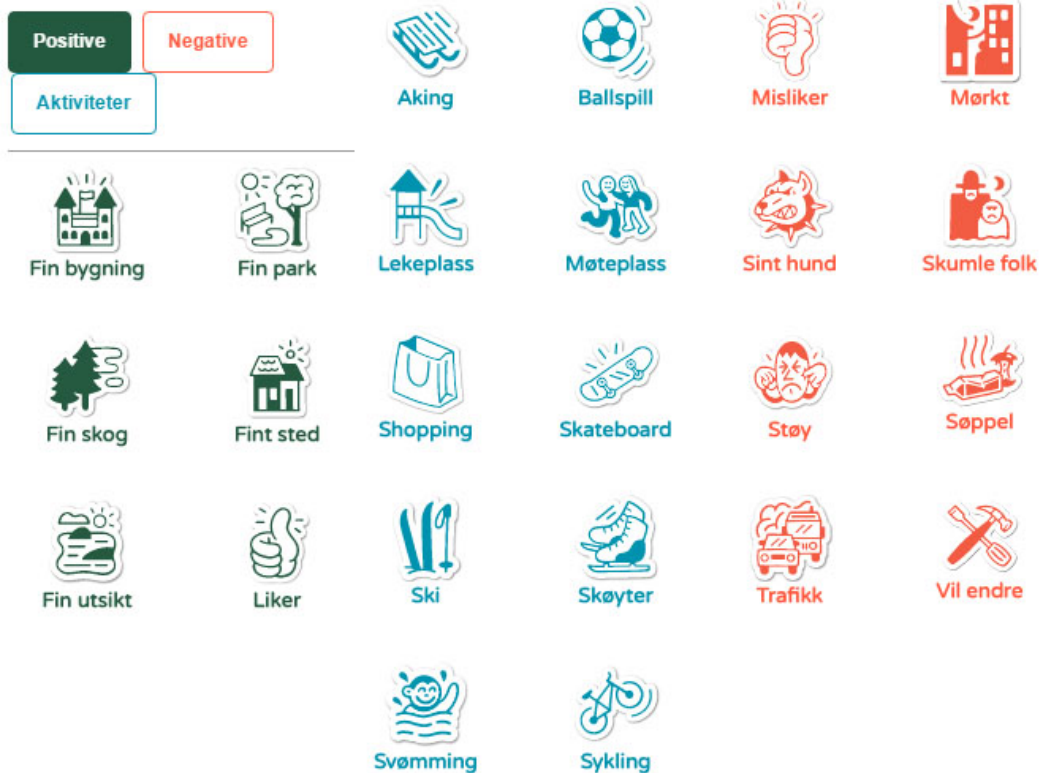 Positive
Negative
Aktiviteter
Aking
Ballspill
Misliker
Mørkt
Fin bygning
Fin park
Lekeplass
Møteplass
Sint hund
Skumle folk
Fin skog
Fint sted
Shopping
Skateboard
Støy
Søppel
Fin utsikt
Liker
Ski
Skøyter
Trafikk
Vil endre
Svømming
Sykling